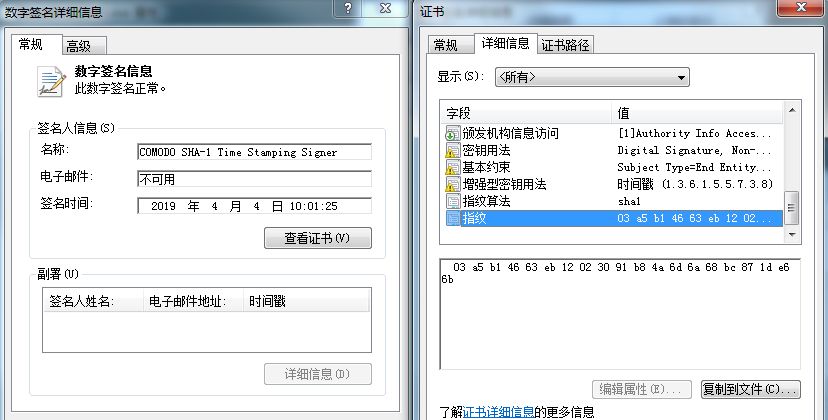 数字签名详细信息
常规 高级
数字签名信息
此数字签名正常。
签名人信息(S)
名称: COMODO SHA-1 Time Stamping Signer
电子邮件: 不可用
签名时间: 2019 年 4 月 4 日 10:01:25
查看证书(V)
副署(U)
签名人姓名: 电子邮件地址: 时间戳
详细信息(D)
证书
常规 详细信息 证书路径
显示(S): <所有>
字段 值
颁发机构信息访问 [1]Authority Info Acces...
密钥用法 Digital Signature, Non-...
基本约束 Subject Type=End Entity...
增强型密钥用法 时间戳 (1.3.6.1.5.5.7.3.8)
指纹算法 sha1
指纹 03 a5 b1 46 63 eb 12 02...
03 a5 b1 46 63 eb 12 02 30 91 b8 4a 6d 6a 68 bc 87 1d e6
6b
编辑属性(E)... 复制到文件(C)...
了解证书详细信息的更多信息